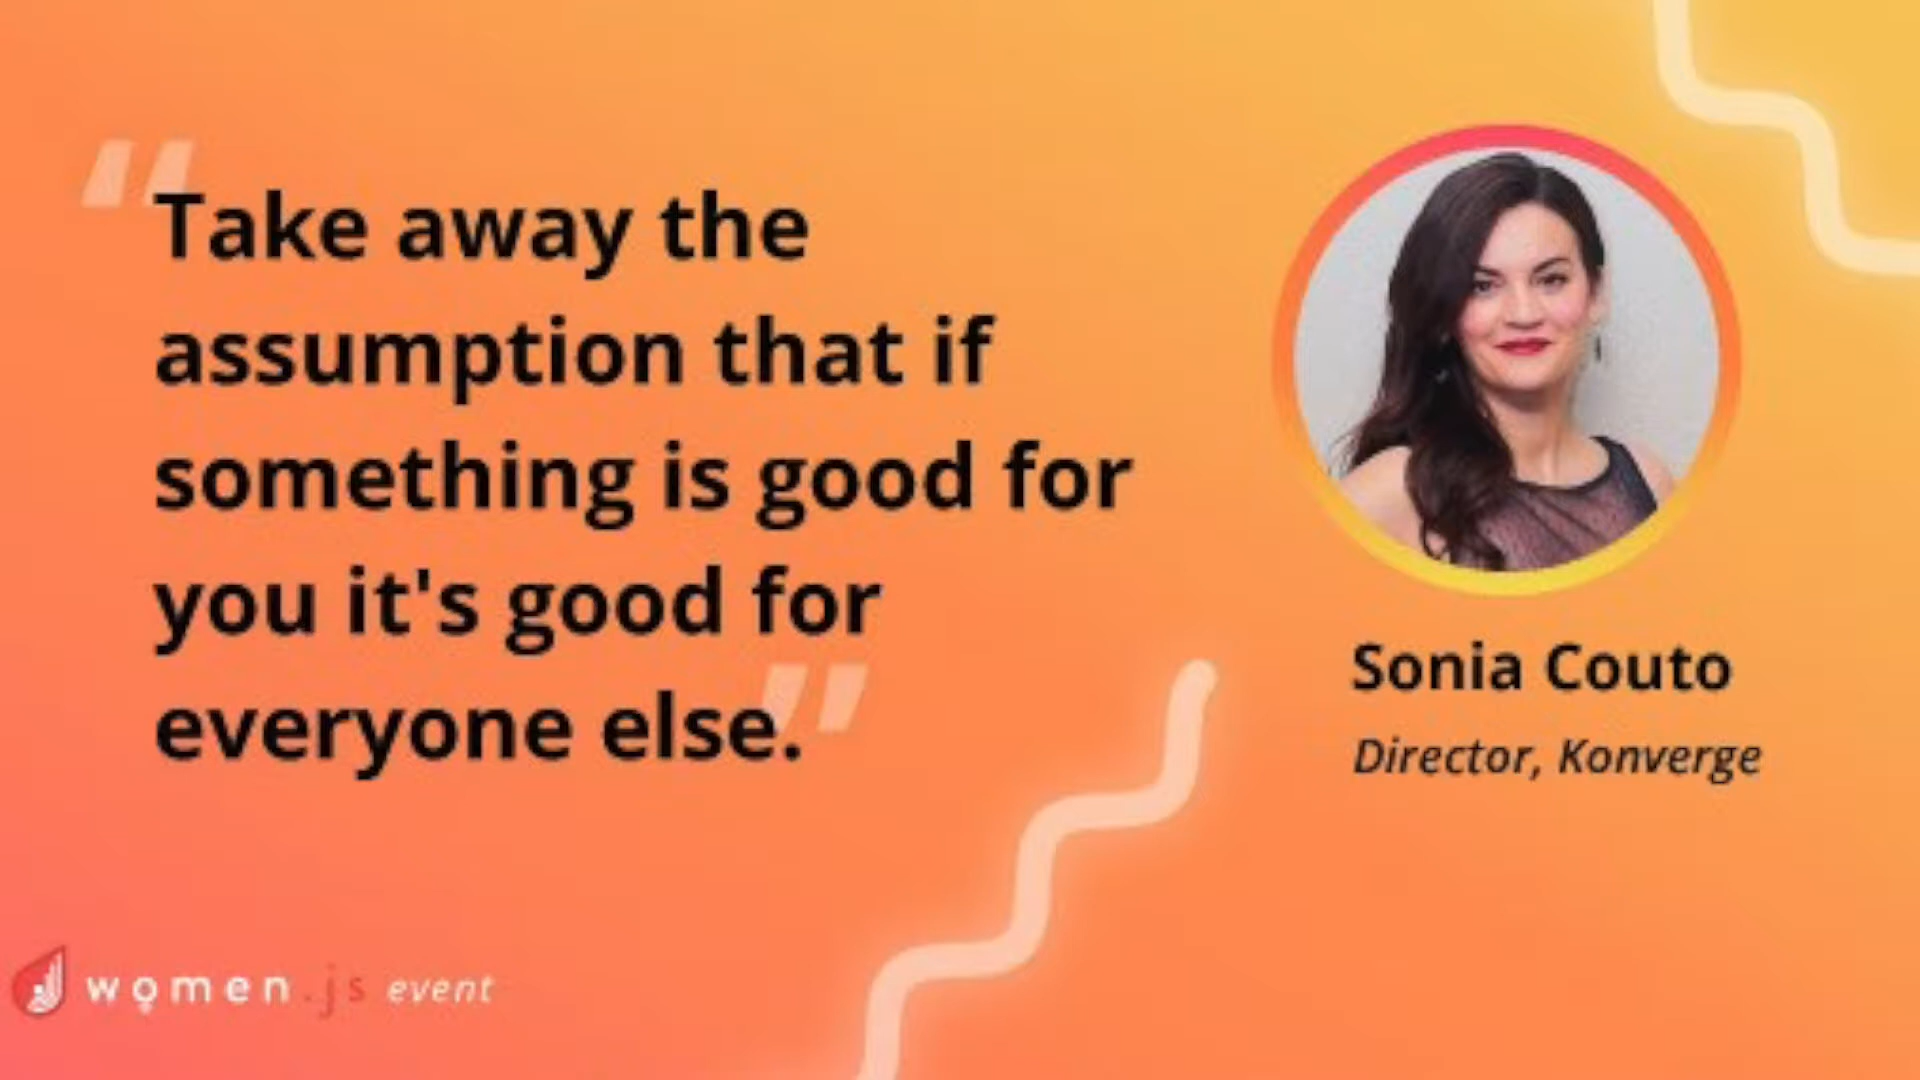 “Take away the
assumption that if
something is good for
you it's good for
everyone else.”
Sonia Couto
Director, Konverge
women.js event